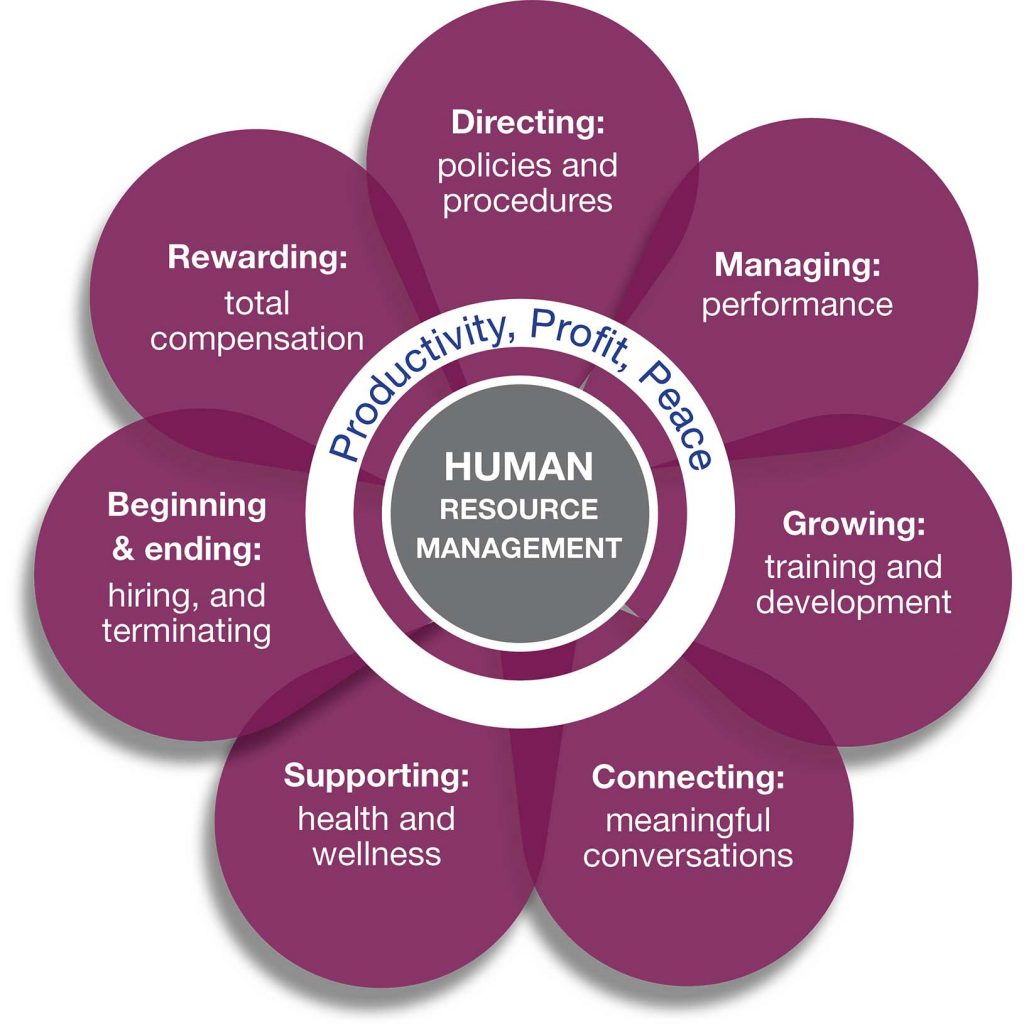 Directing:
policies and
procedures
Managing:
performance
Growing:
training and
development
Connecting:
meaningful
conversations
Supporting:
health and
wellness
Beginning
& ending:
hiring, and
terminating
Rewarding:
total
compensation
Productivity, Profit, Peace
HUMAN
RESOURCE
MANAGEMENT